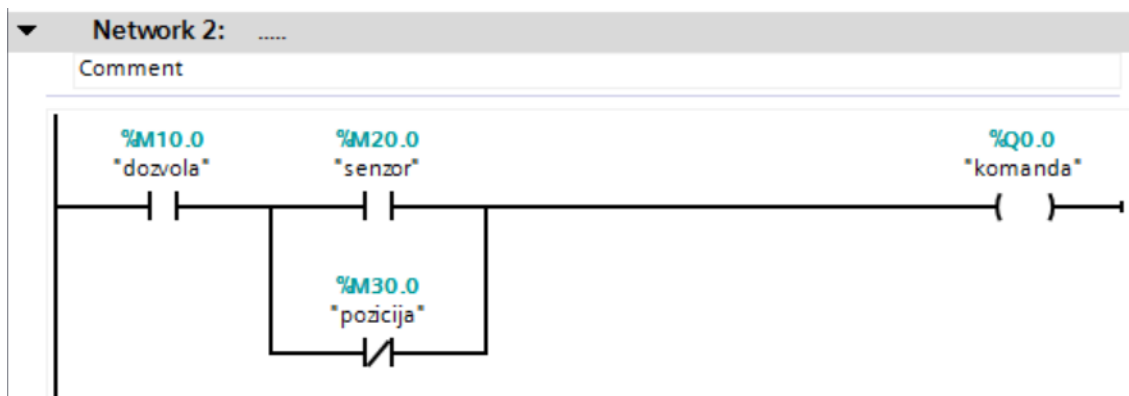 Network 2: .....
Comment
%M10.0 %M20.0 %Q0.0
"dozvola" "senzor" "komanda"
%M30.0
"pozicija"